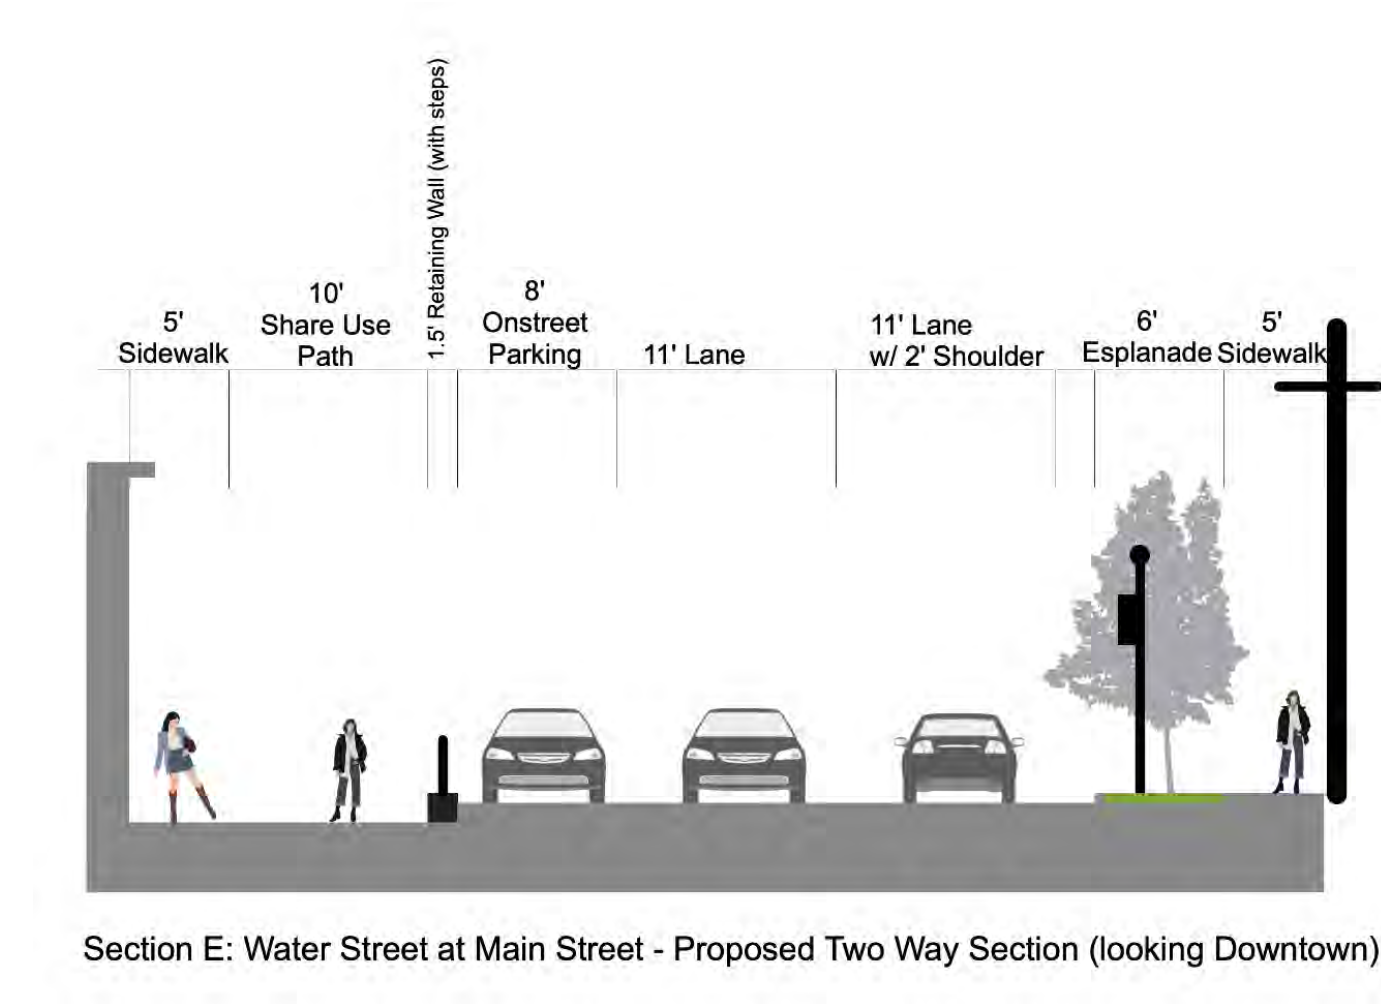 5'
Sidewalk
10'
Share Use
Path
1.5' Retaining Wall (with steps)
8'
Onstreet
Parking
11' Lane
11' Lane
w/ 2' Shoulder
6'
Esplanade
5'
Sidewalk
Section E: Water Street at Main Street - Proposed Two Way Section (looking Downtown)